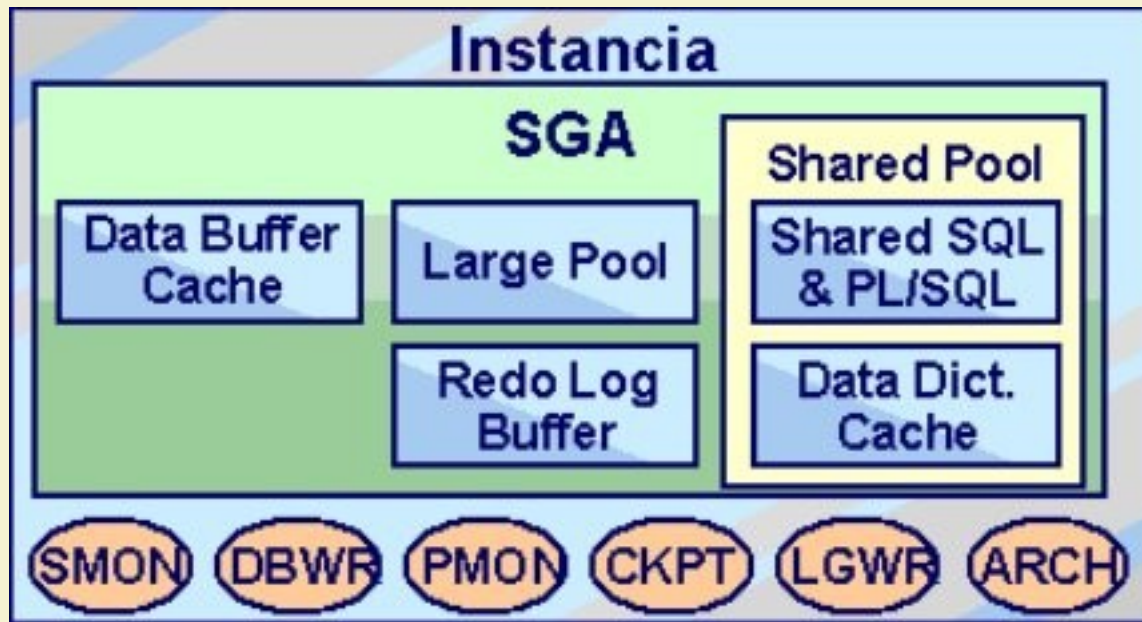 Instancia
SGA
Data Buffer
Cache
Large Pool
Redo Log
Buffer
Shared Pool
Shared SQL
& PL/SQL
Data Dict.
Cache
SMON
DBWR
PMON
CKPT
LGWR
ARCH